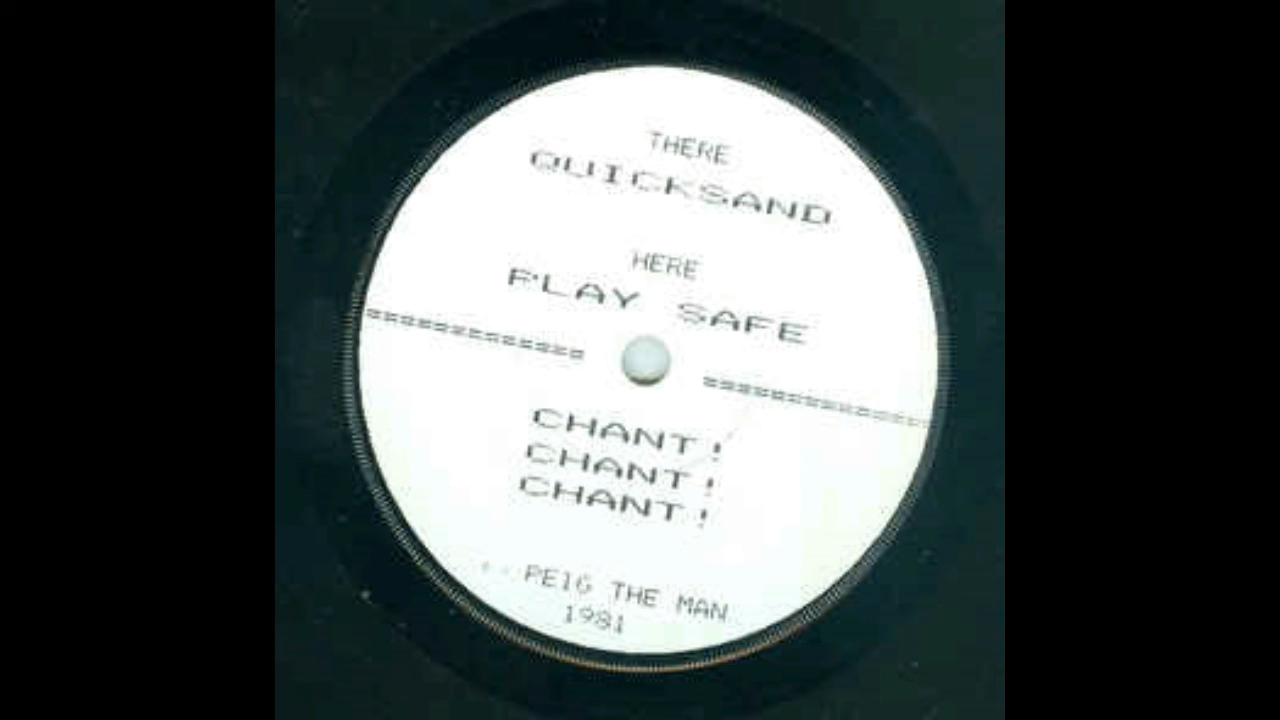 THERE
QUICKSAND
HERE
PLAY SAFE
================ ================
CHANT!
CHANT!
CHANT!
PEIG THE MAN
1981